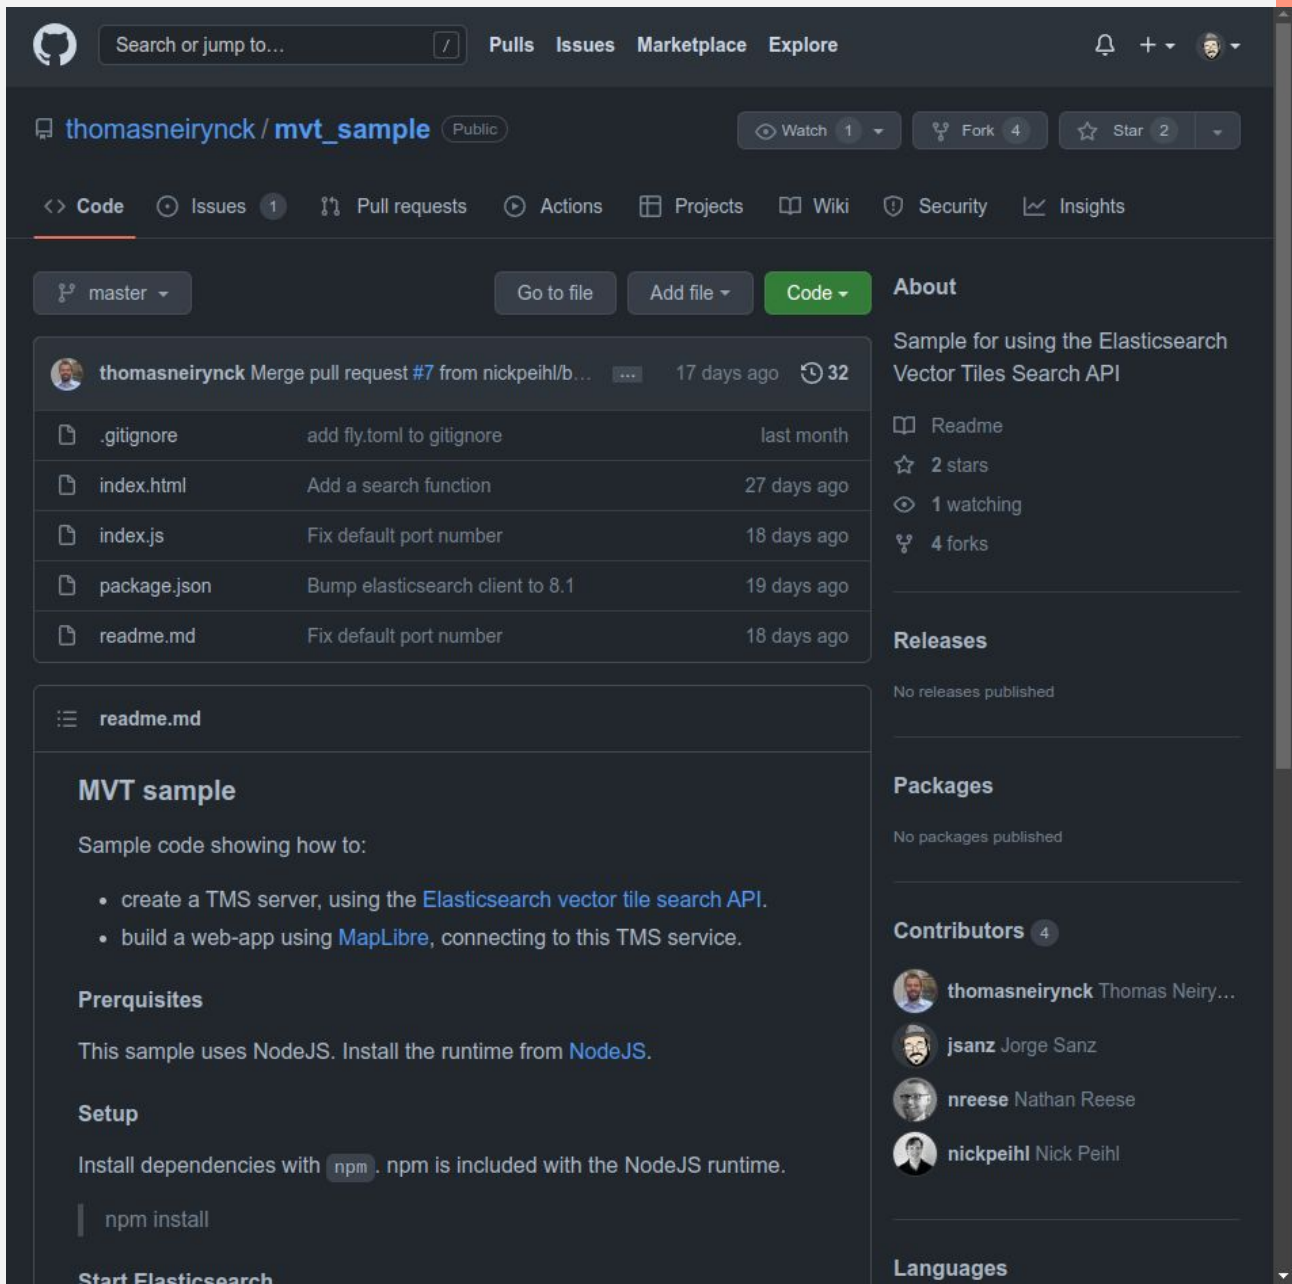 Search or jump to… / Pulls Issues Marketplace Explore
thomasneirynck / mvt_sample Public Watch 1 Fork 4 Star 2
Code Issues 1 Pull requests Actions Projects Wiki Security Insights
master Go to file Add file Code
thomasneirynck Merge pull request #7 from nickpeihl/b… ... 17 days ago 32
.gitignore add fly.toml to gitignore last month
index.html Add a search function 27 days ago
index.js Fix default port number 18 days ago
package.json Bump elasticsearch client to 8.1 19 days ago
readme.md Fix default port number 18 days ago
readme.md
MVT sample
Sample code showing how to:
• create a TMS server, using the Elasticsearch vector tile search API.
• build a web-app using MapLibre, connecting to this TMS service.
Prerquisites
This sample uses NodeJS. Install the runtime from NodeJS.
Setup
Install dependencies with npm. npm is included with the NodeJS runtime.
npm install
Start Elasticsearch
About
Sample for using the Elasticsearch
Vector Tiles Search API
Readme
2 stars
1 watching
4 forks
Releases
No releases published
Packages
No packages published
Contributors 4
thomasneirynck Thomas Neiry…
jsanz Jorge Sanz
nreese Nathan Reese
nickpeihl Nick Peihl
Languages